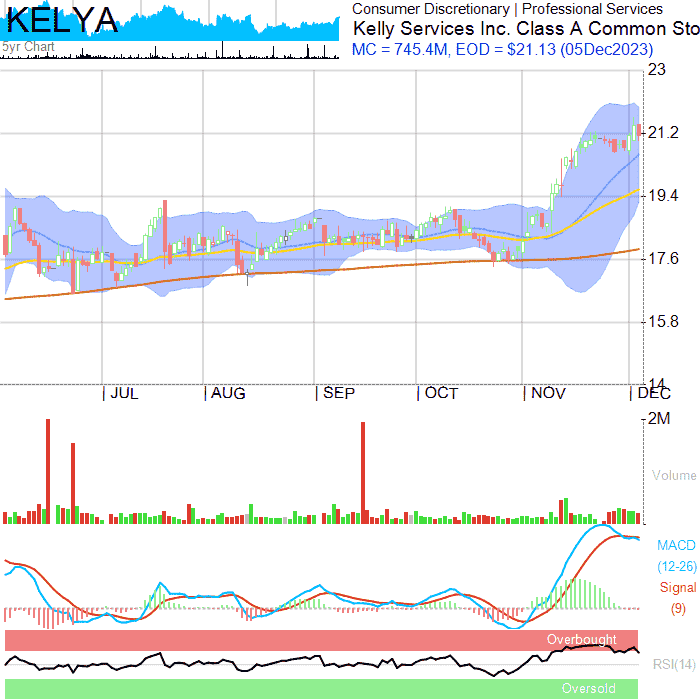 KELYA
Consumer Discretionary | Professional Services
Kelly Services Inc. Class A Common Sto
MC = 745.4M, EOD = $21.13 (05Dec2023)
5yr Chart
23
21.2
19.4
17.6
15.8
14
|JUL |AUG |SEP |OCT |NOV |DEC
2M
Volume
MACD
(12-26)
Signal
(9)
Overbought
RSI(14)
Oversold